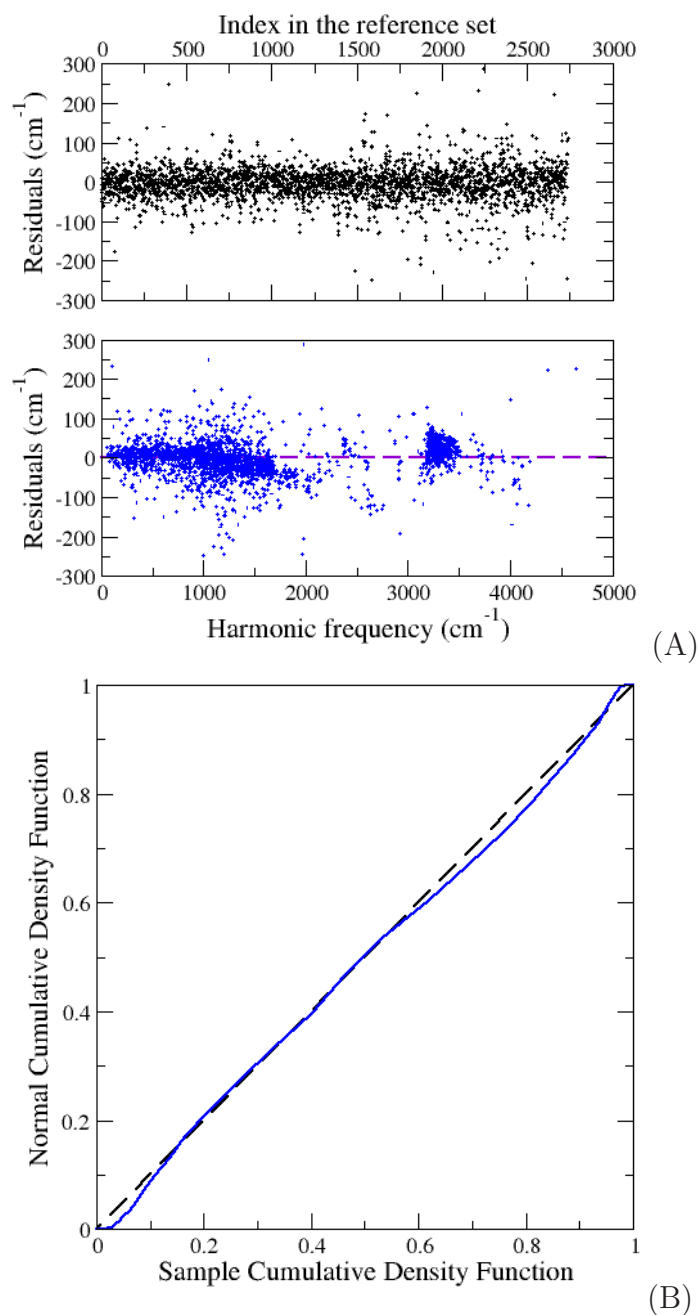 Index in the reference set
0 500 1000 1500 2000 2500 3000
300
200
100
0
-100
-200
-300
Residuals (cm-1)
300
200
100
0
-100
-200
-300
Residuals (cm-1)
0 1000 2000 3000 4000 5000
Harmonic frequency (cm-1)
(A)
1
0.8
0.6
0.4
0.2
0
Normal Cumulative Density Function
0 0.2 0.4 0.6 0.8 1
Sample Cumulative Density Function
(B)